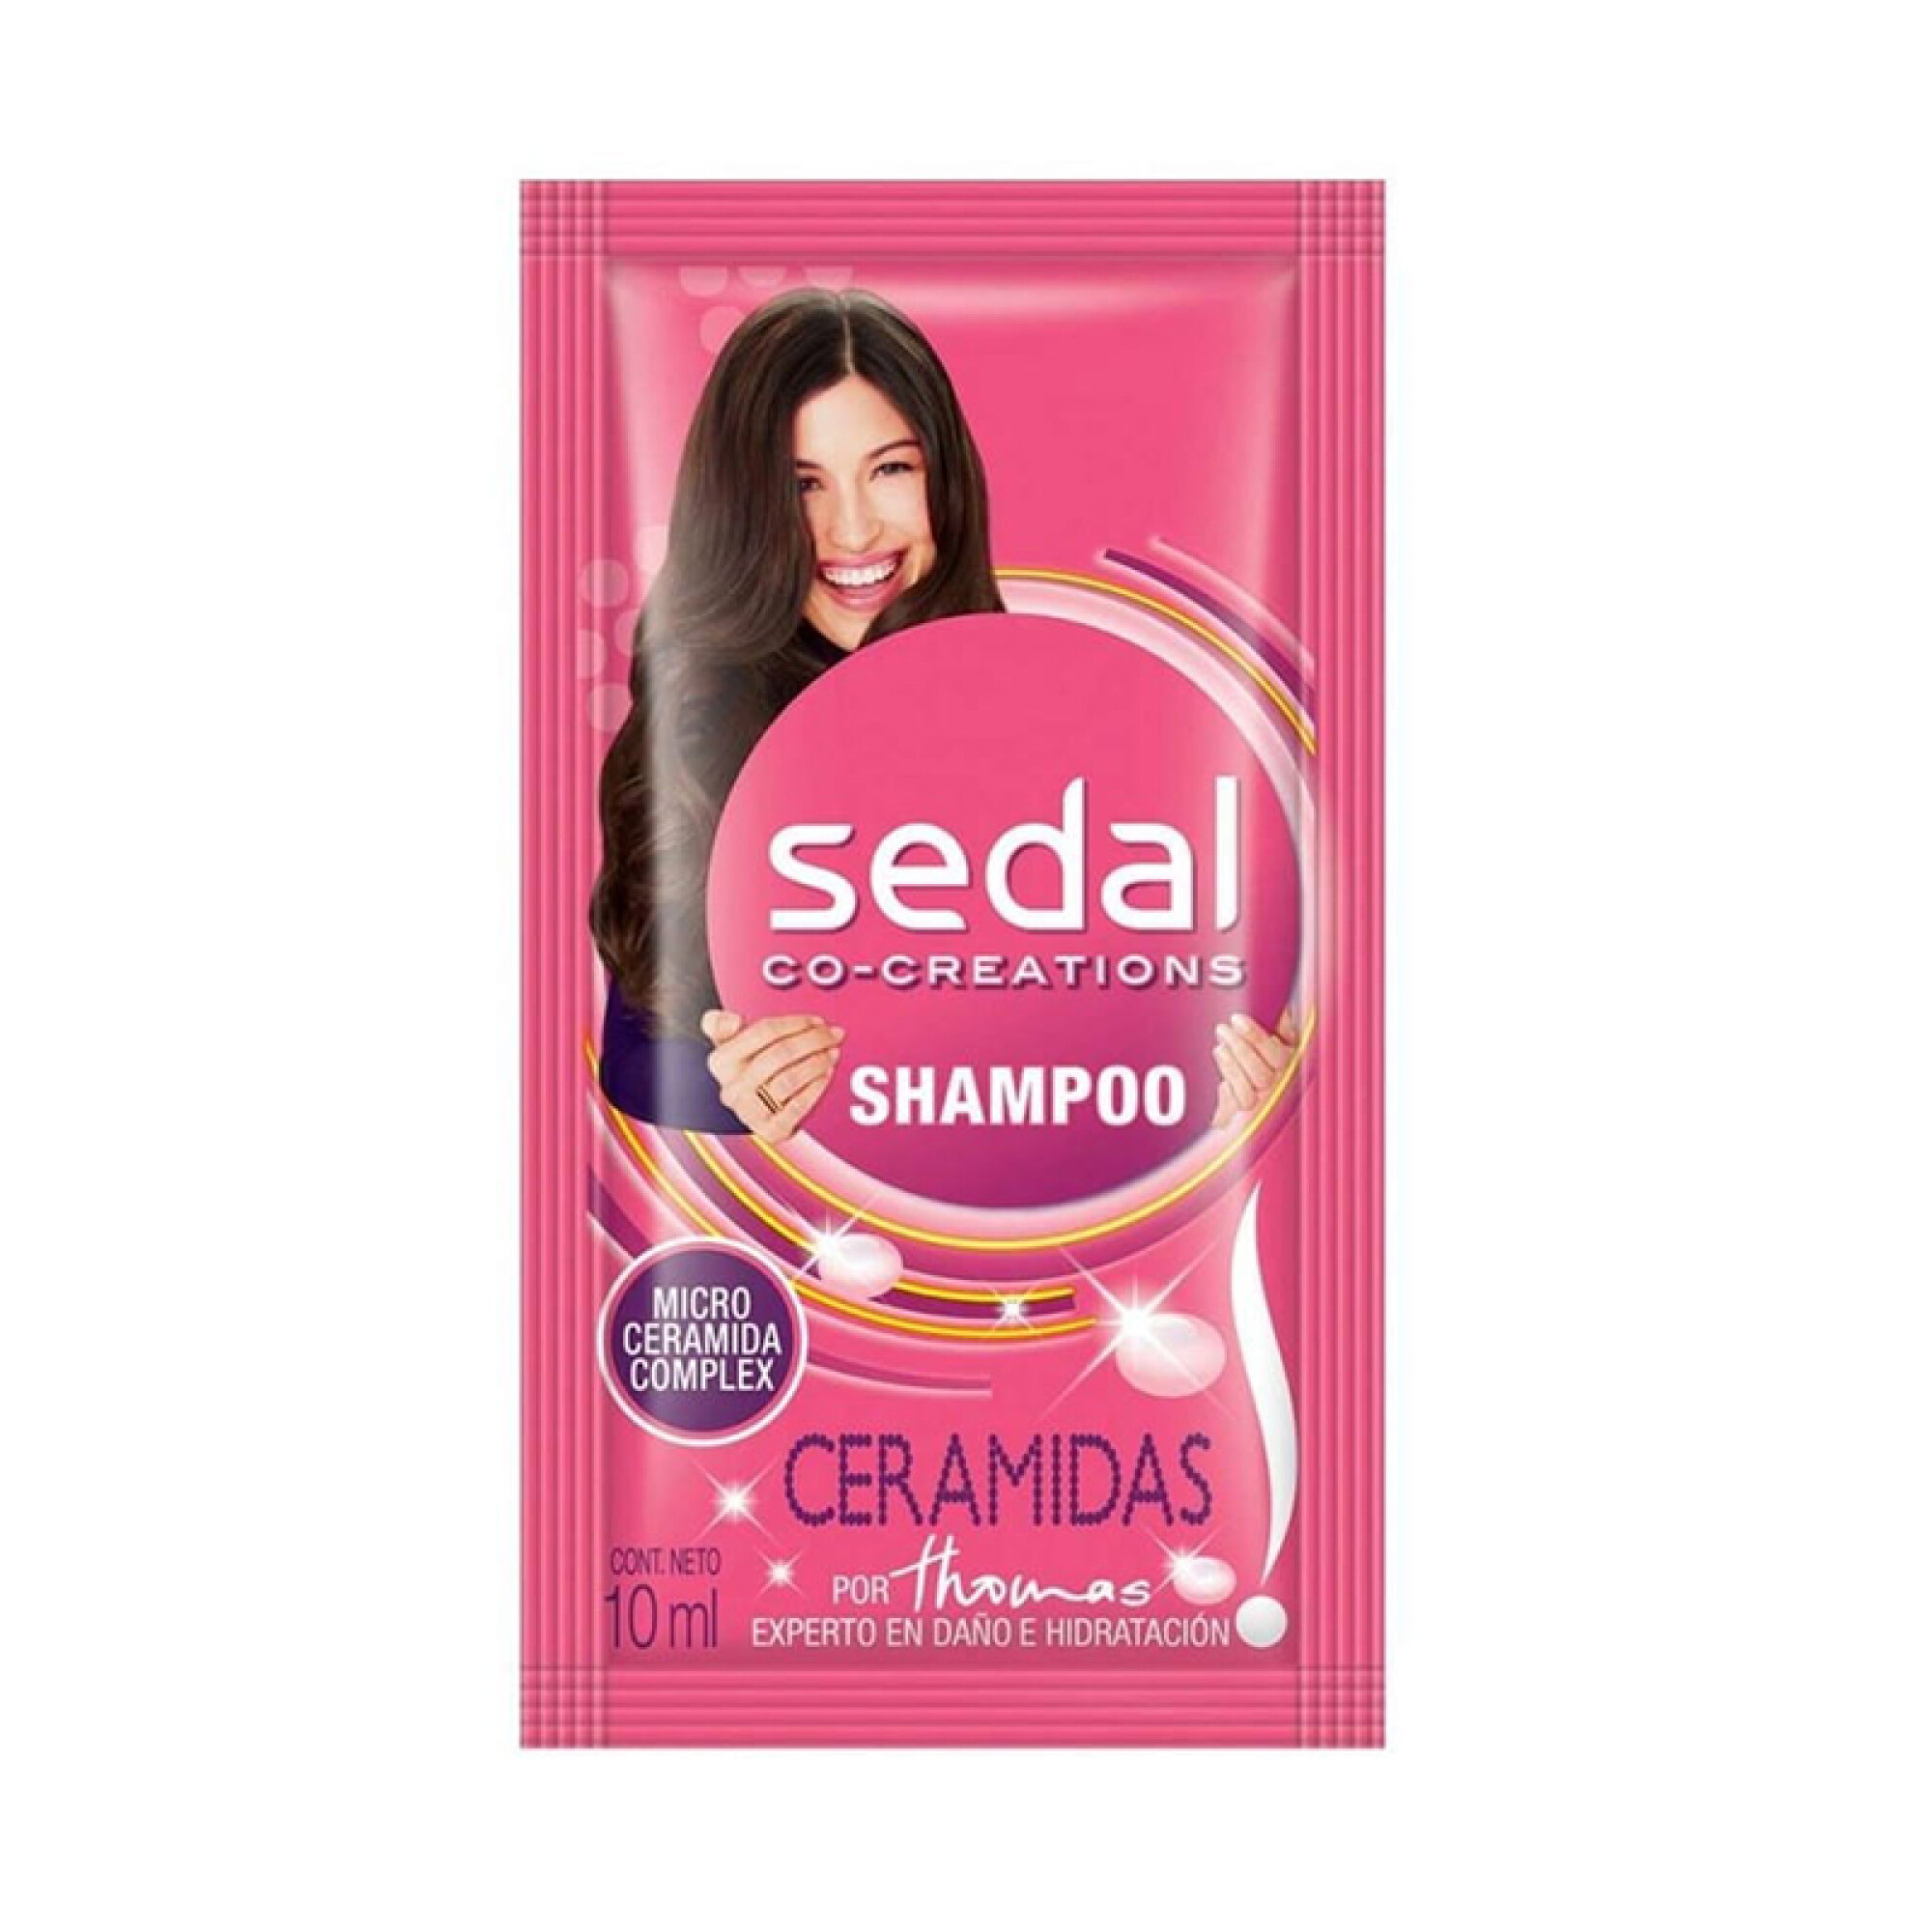 sedal
CO-CREATIONS
SHAMPOO
MICRO
CERAMIDA
COMPLEX
CERAMIDAS
CONT. NETO
10 ml
POR Thomas
EXPERTO EN DAÑO E HIDRATACIÓN